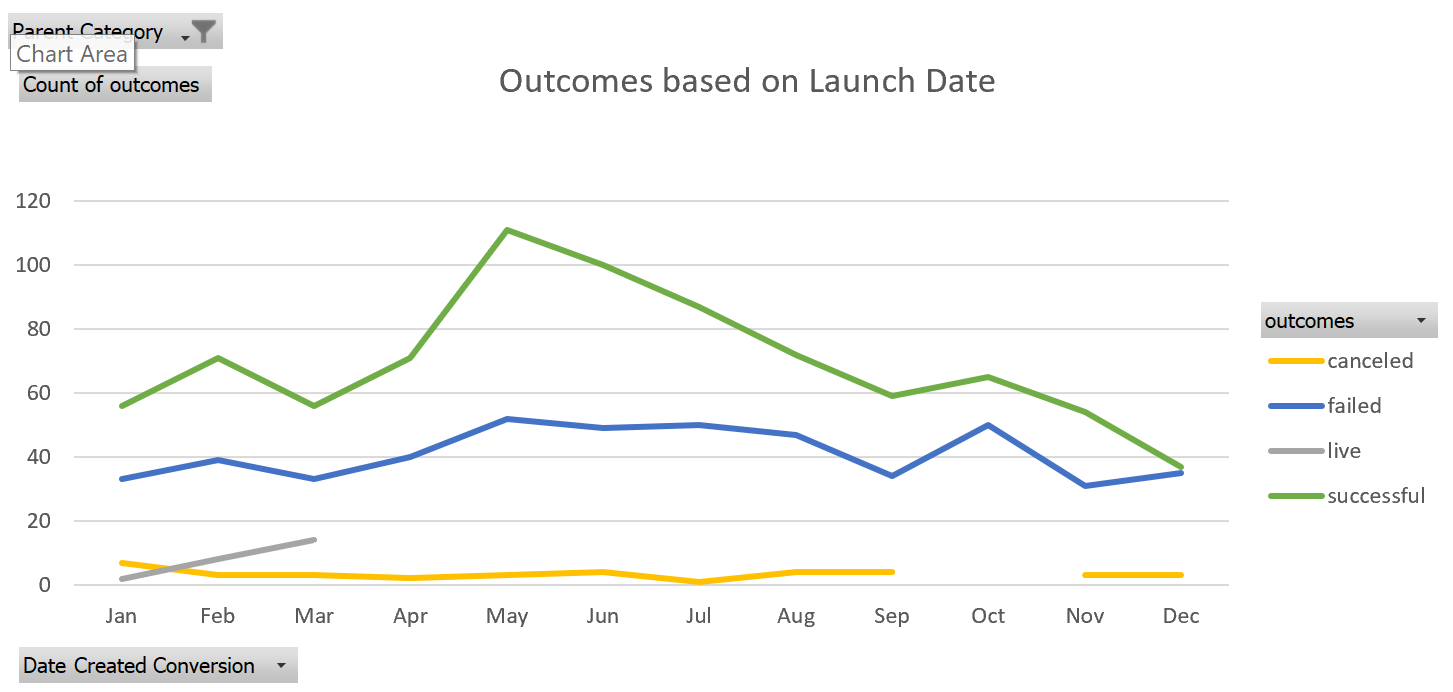 Parent Category
Chart Area
Count of outcomes
Outcomes based on Launch Date
120
100
80
60
40
20
0
Jan Feb Mar Apr May Jun Jul Aug Sep Oct Nov Dec
outcomes
canceled
failed
live
successful
Date Created Conversion